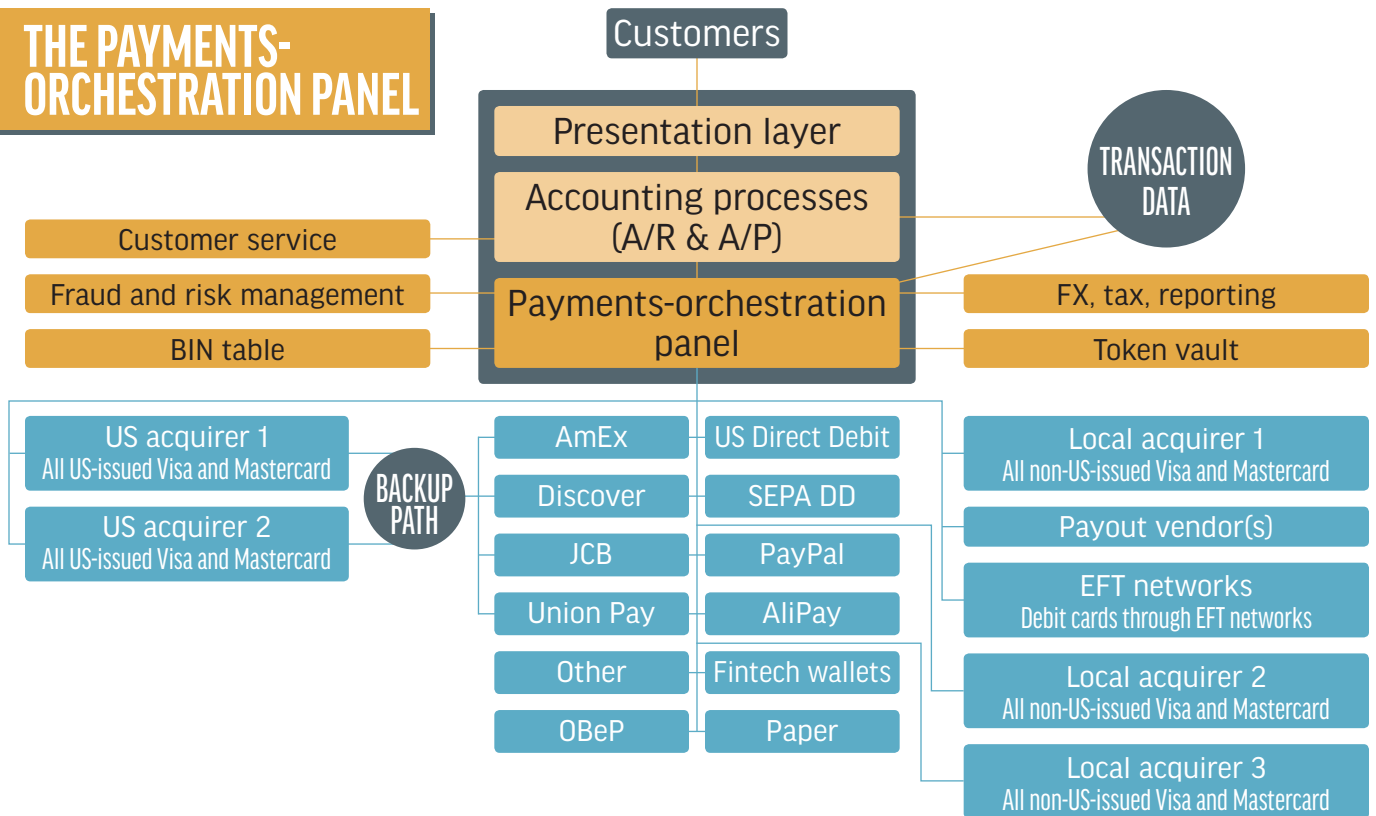 THE PAYMENTS-
ORCHESTRATION PANEL
Customers
Presentation layer
Accounting processes
(A/R & A/P)
TRANSACTION
DATA
Customer service
Fraud and risk management
BIN table
Payments-orchestration
panel
FX, tax, reporting
Token vault
US acquirer 1
All US-issued Visa and Mastercard
US acquirer 2
All US-issued Visa and Mastercard
BACKUP
PATH
AmEx
US Direct Debit
Discover
SEPA DD
JCB
PayPal
Union Pay
AliPay
Other
Fintech wallets
OBeP
Paper
Local acquirer 1
All non-US-issued Visa and Mastercard
Payout vendor(s)
EFT networks
Debit cards through EFT networks
Local acquirer 2
All non-US-issued Visa and Mastercard
Local acquirer 3
All non-US-issued Visa and Mastercard